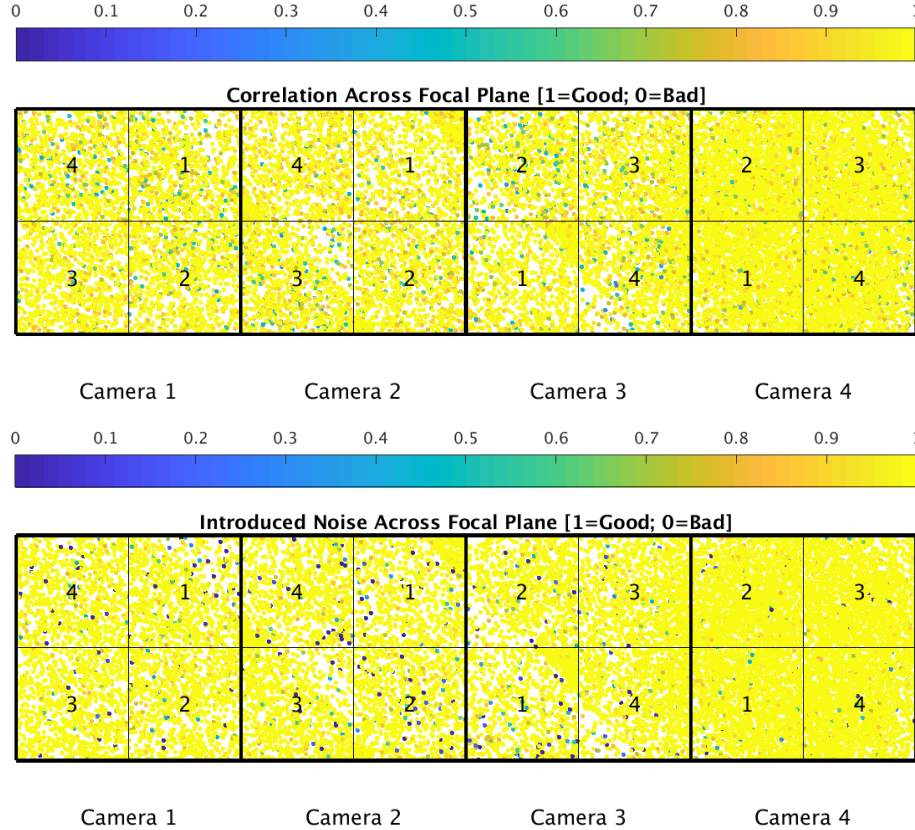 0 0.1 0.2 0.3 0.4 0.5 0.6 0.7 0.8 0.9
Correlation Across Focal Plane [1=Good; 0=Bad]
4 1 4 1 2 3 2 3
3 2 3 2 1 4 1 4
Camera 1 Camera 2 Camera 3 Camera 4
0 0.1 0.2 0.3 0.4 0.5 0.6 0.7 0.8 0.9
Introduced Noise Across Focal Plane [1=Good; 0=Bad]
4 1 4 1 2 3 2 3
3 2 3 2 1 4 1 4
Camera 1 Camera 2 Camera 3 Camera 4